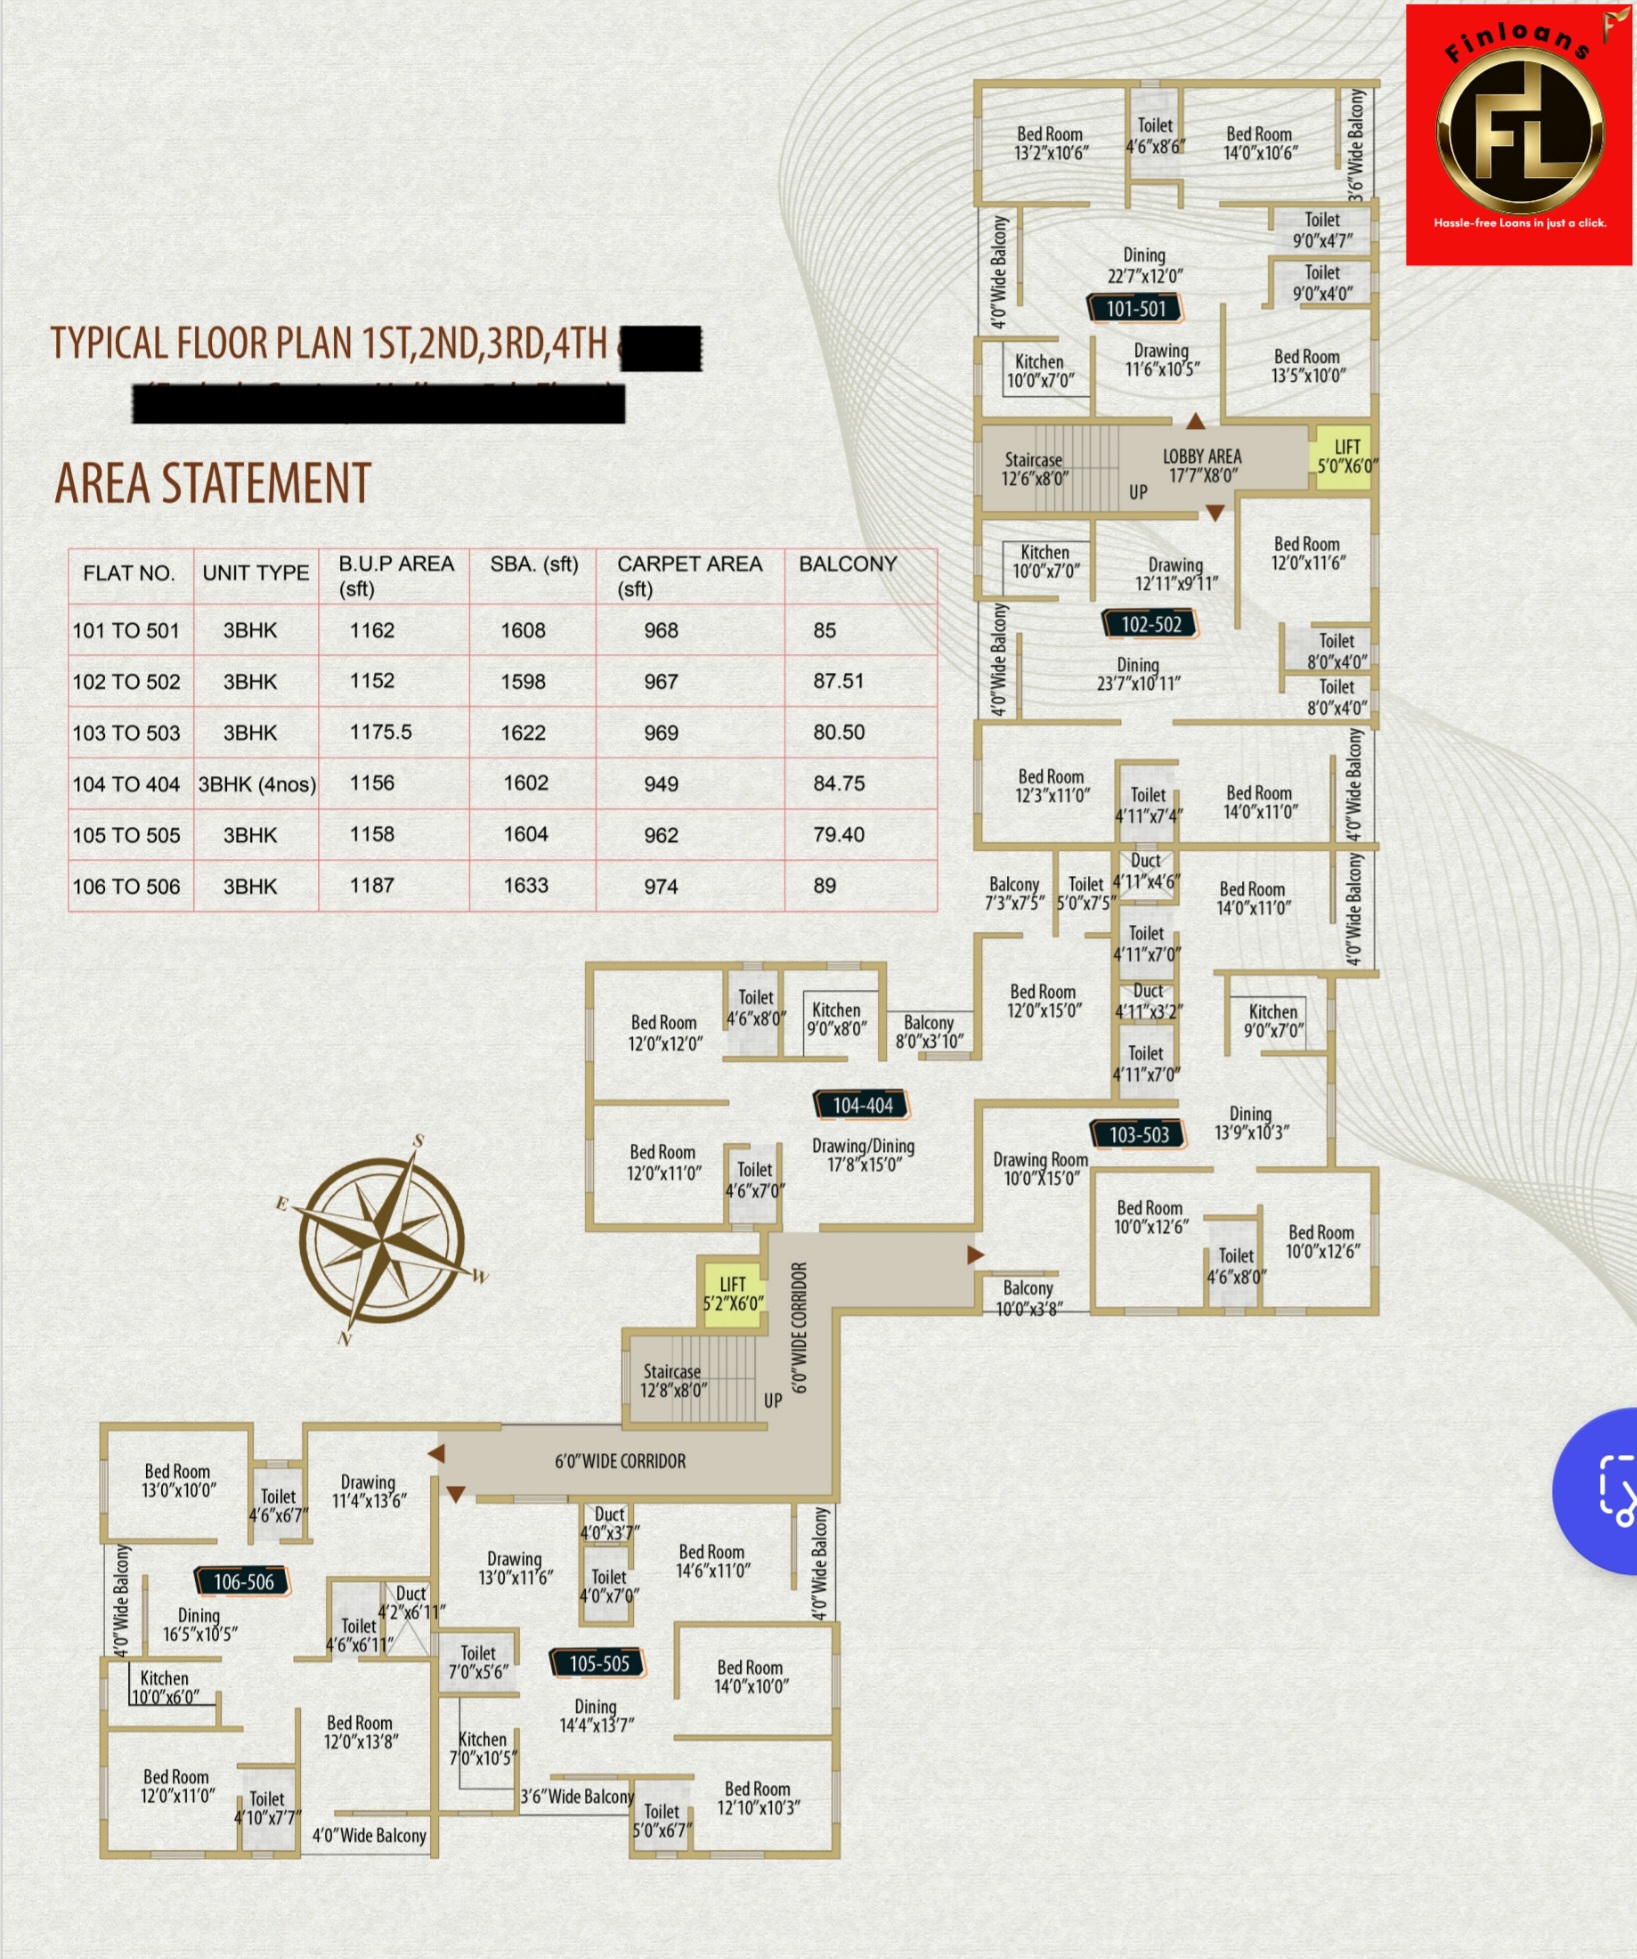 Finloans
FL
Hassle-free Loans in just a click.
TYPICAL FLOOR PLAN 1ST,2ND,3RD,4TH
AREA STATEMENT
FLAT NO. UNIT TYPE B.U.P AREA (sft) SBA. (sft) CARPET AREA (sft) BALCONY
101 TO 501 3BHK 1162 1608 968 85
102 TO 502 3BHK 1152 1598 967 87.51
103 TO 503 3BHK 1175.5 1622 969 80.50
104 TO 404 3BHK (4nos) 1156 1602 949 84.75
105 TO 505 3BHK 1158 1604 962 79.40
106 TO 506 3BHK 1187 1633 974 89
Bed Room
13'2"x10'6"
Toilet
4'6"x8'6"
Bed Room
14'0"x10'6"
3'6"Wide Balcony
4'0"Wide Balcony
Dining
22'7"x12'0"
Toilet
9'0"x4'7"
Toilet
9'0"x4'0"
101-501
Kitchen
10'0"x7'0"
Drawing
11'6"x10'5"
Bed Room
13'5"x10'0"
Staircase
12'6"x8'0"
UP
LOBBY AREA
17'7"X8'0"
LIFT
5'0"X6'0"
Kitchen
10'0"x7'0"
Drawing
12'11"x9'11"
Bed Room
12'0"x11'6"
102-502
4'0"Wide Balcony
Dining
23'7"x10'11"
Toilet
8'0"x4'0"
Toilet
8'0"x4'0"
Bed Room
12'3"x11'0"
Toilet
4'11"x7'4"
Bed Room
14'0"x11'0"
4'0"Wide Balcony
Balcony
7'3"x7'5"
Toilet
5'0"x7'5"
Duct
4'11"x4'6"
Bed Room
14'0"x11'0"
4'0"Wide Balcony
Toilet
4'11"x7'0"
Bed Room
12'0"x15'0"
Duct
4'11"x3'2"
Kitchen
9'0"x7'0"
Toilet
4'11"x7'0"
Bed Room
12'0"x12'0"
Toilet
4'6"x8'0"
Kitchen
9'0"x8'0"
Balcony
8'0"x3'10"
104-404
Bed Room
12'0"x11'0"
Toilet
4'6"x7'0"
Drawing/Dining
17'8"x15'0"
103-503
Dining
13'9"x10'3"
Drawing Room
10'0"X15'0"
Bed Room
10'0"x12'6"
Toilet
4'6"x8'0"
Bed Room
10'0"x12'6"
Balcony
10'0"x3'8"
S
E
W
N
LIFT
5'2"X6'0"
6'0"WIDE CORRIDOR
Staircase
12'8"x8'0"
UP
6'0"WIDE CORRIDOR
Bed Room
13'0"x10'0"
Toilet
4'6"x6'7"
Drawing
11'4"x13'6"
106-506
4'0"Wide Balcony
Dining
16'5"x10'5"
Toilet
4'6"x6'11"
Duct
4'2"x6'11"
Kitchen
10'0"x6'0"
Bed Room
12'0"x13'8"
Bed Room
12'0"x11'0"
Toilet
4'10"x7'7"
4'0"Wide Balcony
Drawing
13'0"x11'6"
Duct
4'0"x3'7"
Toilet
4'0"x7'0"
Bed Room
14'6"x11'0"
4'0"Wide Balcony
Toilet
7'0"x5'6"
105-505
Bed Room
14'0"x10'0"
Dining
14'4"x13'7"
Kitchen
7'0"x10'5"
3'6"Wide Balcony
Toilet
5'0"x6'7"
Bed Room
12'10"x10'3"